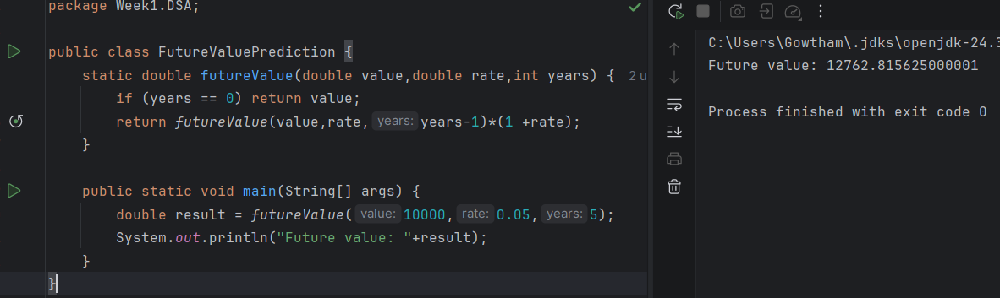 package Week1.DSA;
public class FutureValuePrediction {
static double futureValue(double value,double rate,int years) { 2 u
if (years == 0) return value;
return futureValue(value,rate, years: years-1)*(1 +rate);
}
public static void main(String[] args) {
double result = futureValue( value: 10000, rate: 0.05, years: 5);
System.out.println("Future value: "+result);
}
}
C:\Users\Gowtham\.jdks\openjdk-24.0
Future value: 12762.815625000001
Process finished with exit code 0